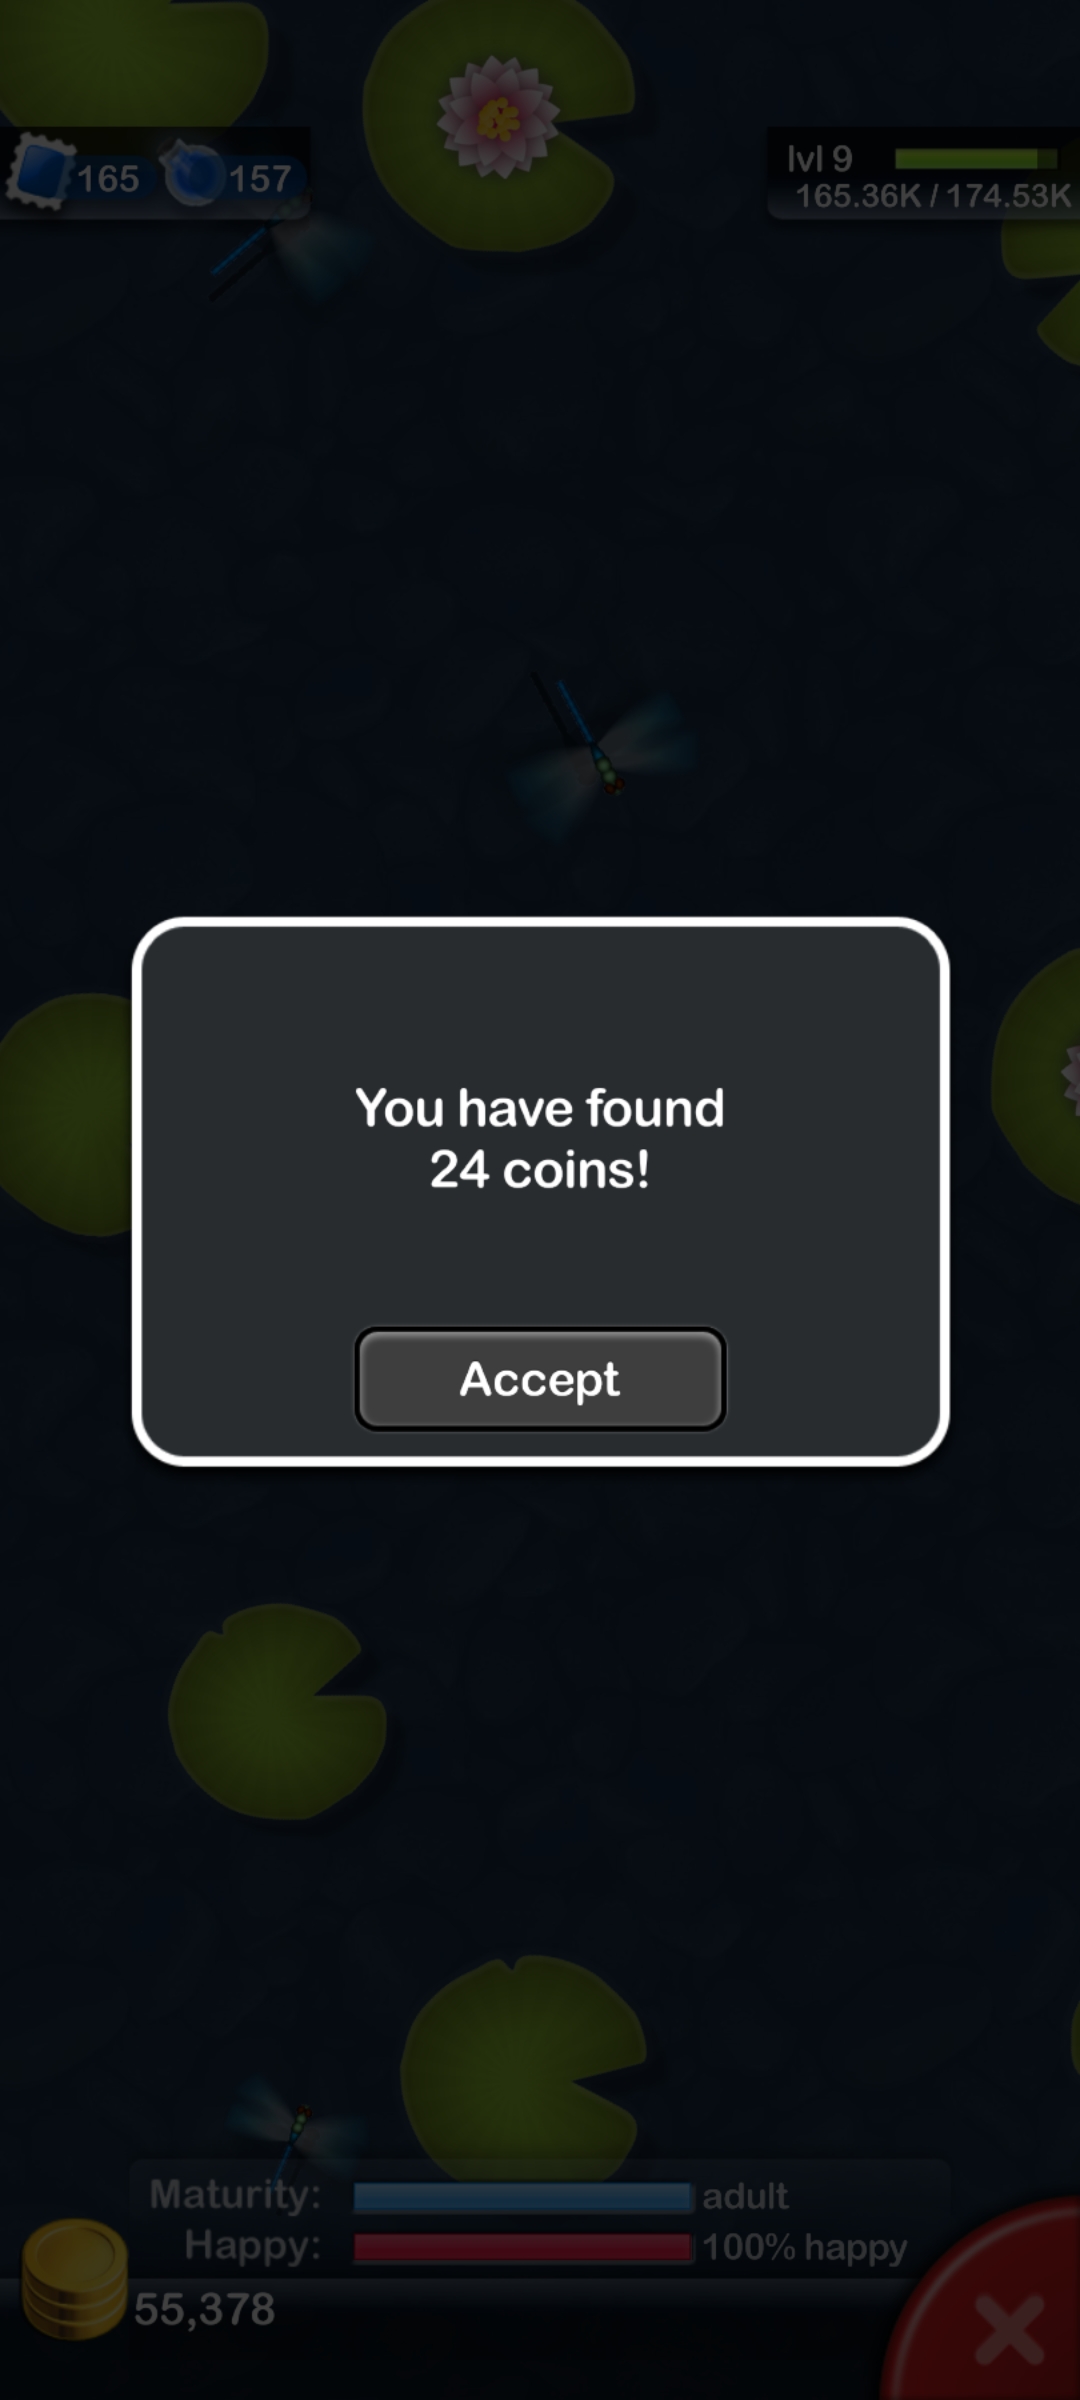 165 157
lvl 9
165.36K / 174.53K
You have found
24 coins!
Accept
Maturity: adult
Happy: 100% happy
55,378